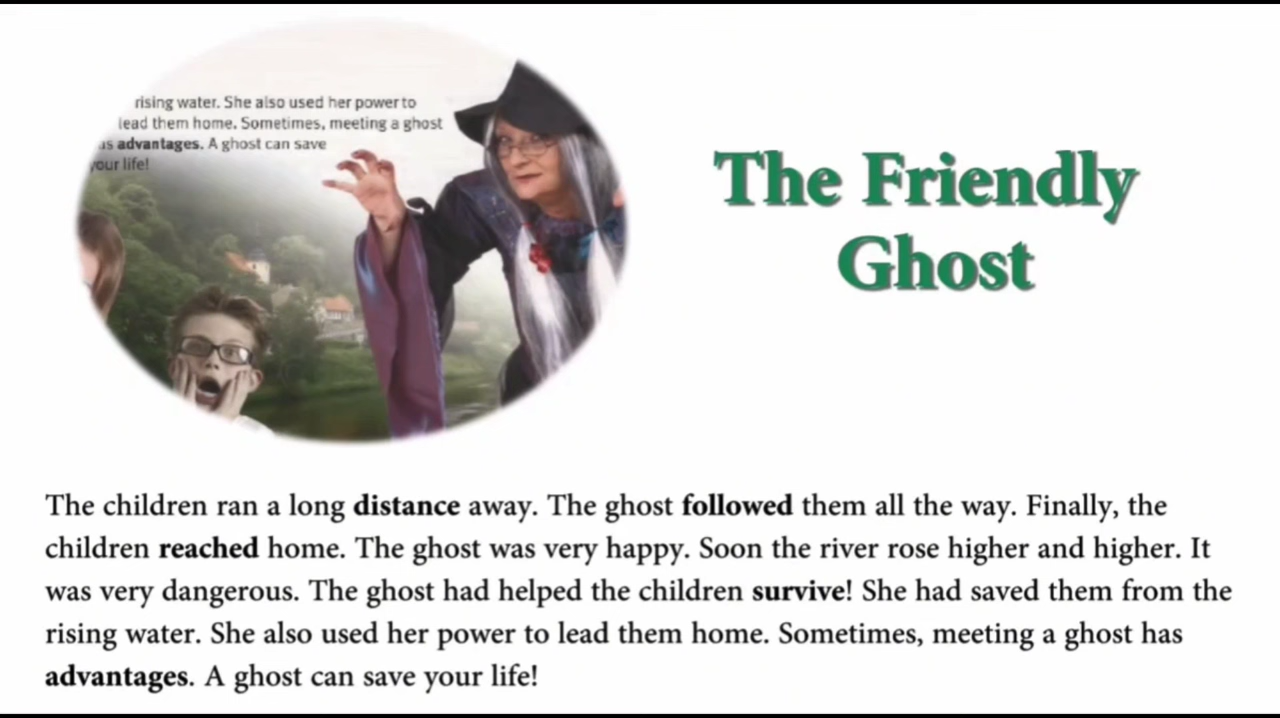 rising water. She also used her power to
lead them home. Sometimes, meeting a ghost
as advantages. A ghost can save
your life!
The Friendly
Ghost
The children ran a long distance away. The ghost followed them all the way. Finally, the
children reached home. The ghost was very happy. Soon the river rose higher and higher. It
was very dangerous. The ghost had helped the children survive! She had saved them from the
rising water. She also used her power to lead them home. Sometimes, meeting a ghost has
advantages. A ghost can save your life!